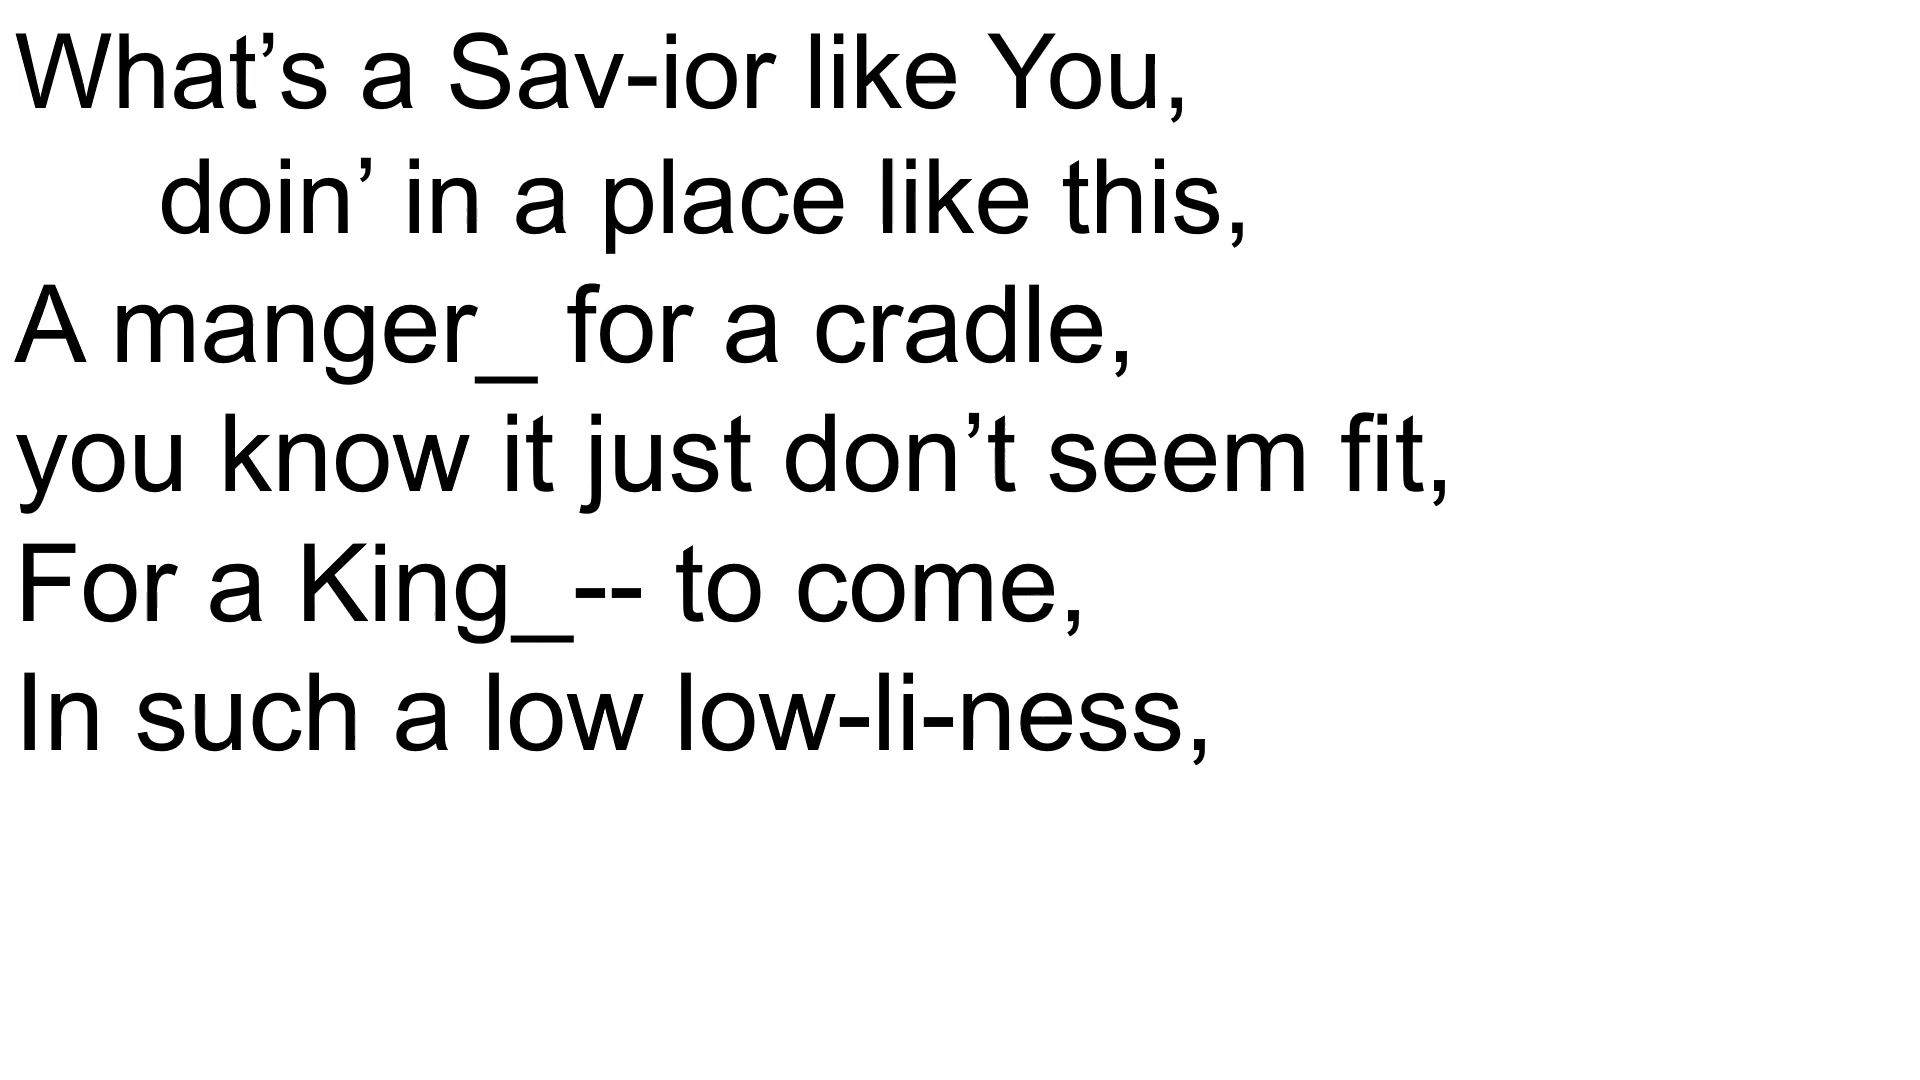 What’s a Sav-ior like You,
doin’ in a place like this,
A manger_ for a cradle,
you know it just don’t seem fit,
For a King_-- to come,
In such a low low-li-ness,